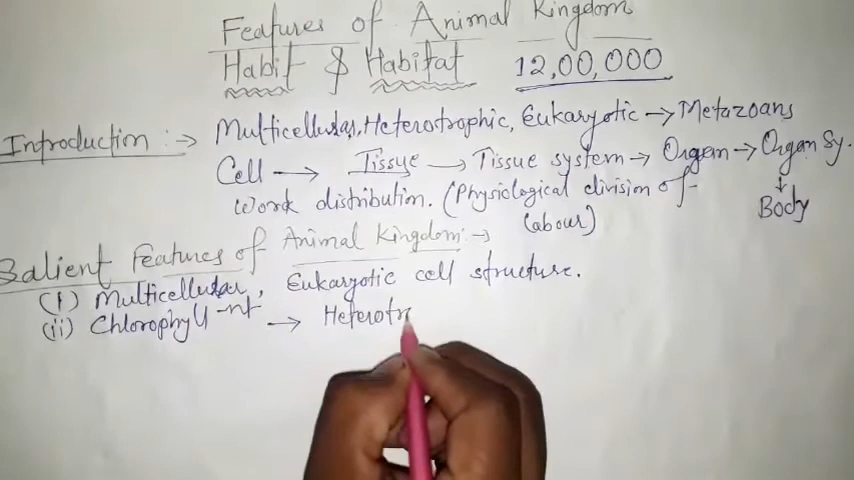 Features of Animal Kingdom
Habit & Habitat 12,00,000
Introduction :→ Multicellular, Heterotrophic, Eukaryotic → Metazoans
Cell → Tissye → Tissue system → Organ → Organ Sy.
↓
Work distribution. (Physiological division of Body
labour)
Salient Features of Animal Kingdom :→
(i) Multicellular, Eukaryotic cell structure.
(ii) Chlorophyll -nt → Heterotr